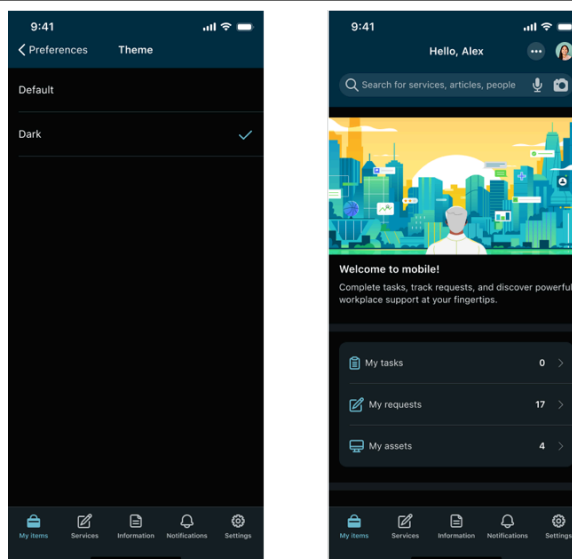 9:41
Preferences Theme
Default
Dark
My items Services Information Notifications Settings
9:41
Hello, Alex
Search for services, articles, people
Welcome to mobile!
Complete tasks, track requests, and discover powerful
workplace support at your fingertips.
My tasks 0
My requests 17
My assets 4
My items Services Information Notifications Settings